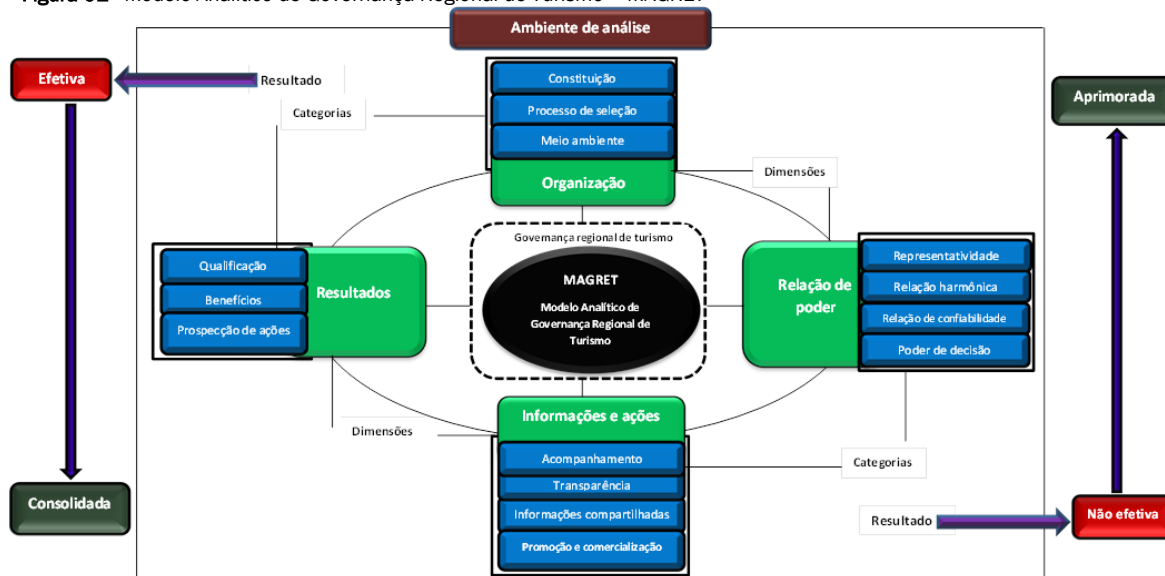 Figura 02 - Modelo Analítico de Governança Regional de Turismo – MAGRET
Ambiente de análise
Efetiva
Resultado
Categorias
Constituição
Processo de seleção
Meio ambiente
Organização
Dimensões
Aprimorada
Governança regional de turismo
MAGRET
Modelo Analítico de
Governança Regional de
Turismo
Qualificação
Benefícios
Prospecção de ações
Resultados
Relação de
poder
Representatividade
Relação harmônica
Relação de confiabilidade
Poder de decisão
Dimensões
Informações e ações
Acompanhamento
Transparência
Informações compartilhadas
Promoção e comercialização
Categorias
Consolidada
Resultado
Não efetiva